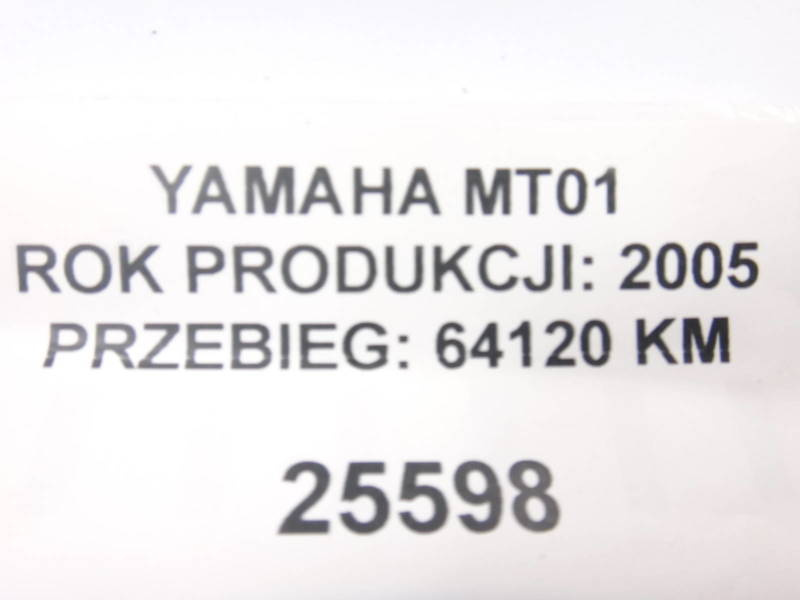 YAMAHA MT01
ROK PRODUKCJI: 2005
PRZEBIEG: 64120 KM
25598